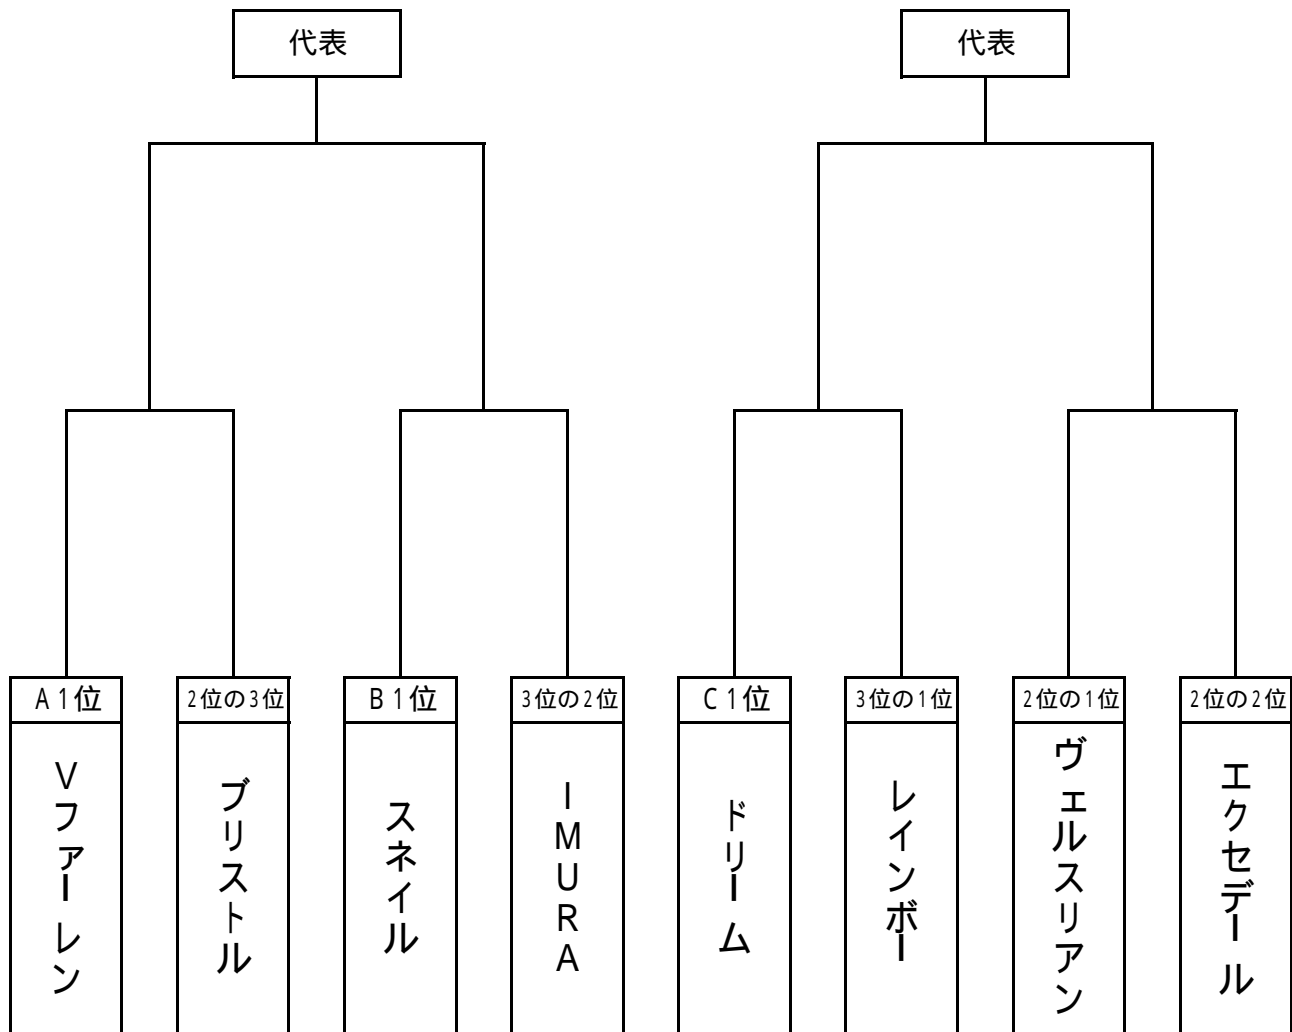 代表
代表
A1位
2位の3位
B1位
3位の2位
C1位
3位の1位
2位の1位
2位の2位
Vファーレン
ブリストル
スネイル
IMURA
ドリーム
レインボー
ヴェルスリアン
エクセデール